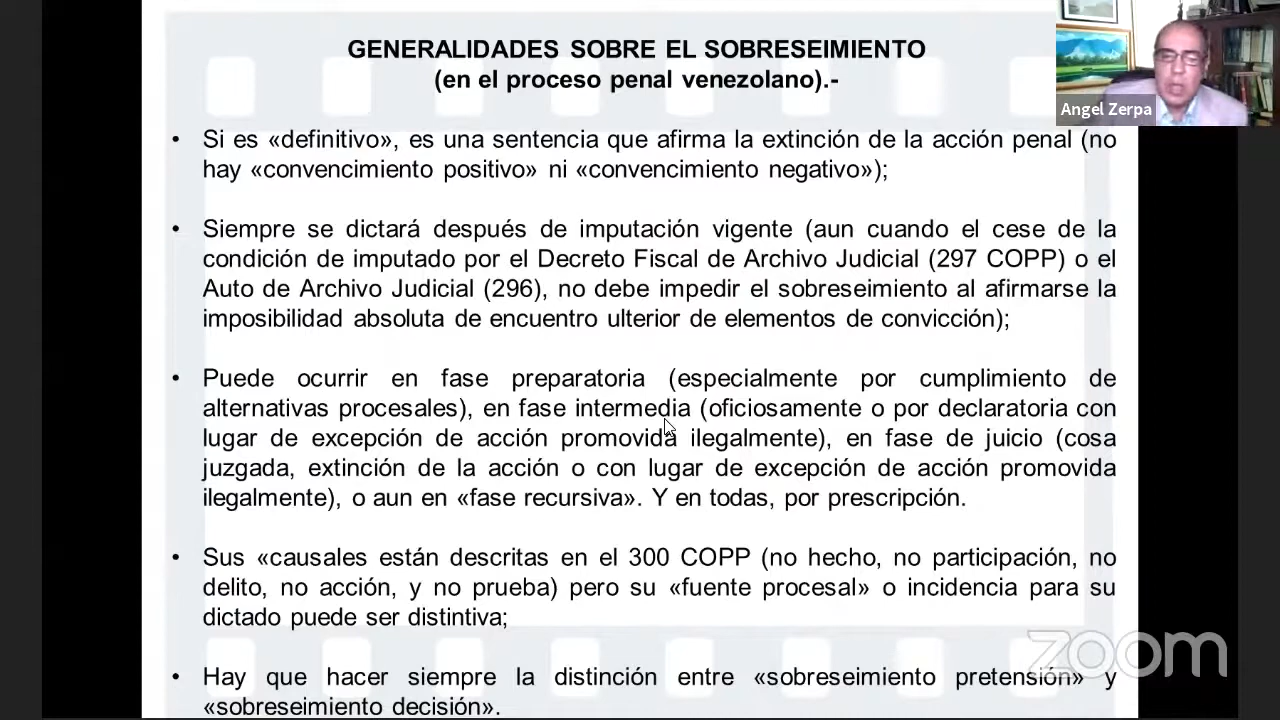 GENERALIDADES SOBRE EL SOBRESEIMIENTO
(en el proceso penal venezolano).-
Angel Zerpa
• Si es «definitivo», es una sentencia que afirma la extinción de la acción penal (no
hay «convencimiento positivo» ni «convencimiento negativo»);
• Siempre se dictará después de imputación vigente (aun cuando el cese de la
condición de imputado por el Decreto Fiscal de Archivo Judicial (297 COPP) o el
Auto de Archivo Judicial (296), no debe impedir el sobreseimiento al afirmarse la
imposibilidad absoluta de encuentro ulterior de elementos de convicción);
• Puede ocurrir en fase preparatoria (especialmente por cumplimiento de
alternativas procesales), en fase intermedia (oficiosamente o por declaratoria con
lugar de excepción de acción promovida ilegalmente), en fase de juicio (cosa
juzgada, extinción de la acción o con lugar de excepción de acción promovida
ilegalmente), o aun en «fase recursiva». Y en todas, por prescripción.
• Sus «causales están descritas en el 300 COPP (no hecho, no participación, no
delito, no acción, y no prueba) pero su «fuente procesal» o incidencia para su
dictado puede ser distintiva;
• Hay que hacer siempre la distinción entre «sobreseimiento pretensión» y
«sobreseimiento decisión».
zoom